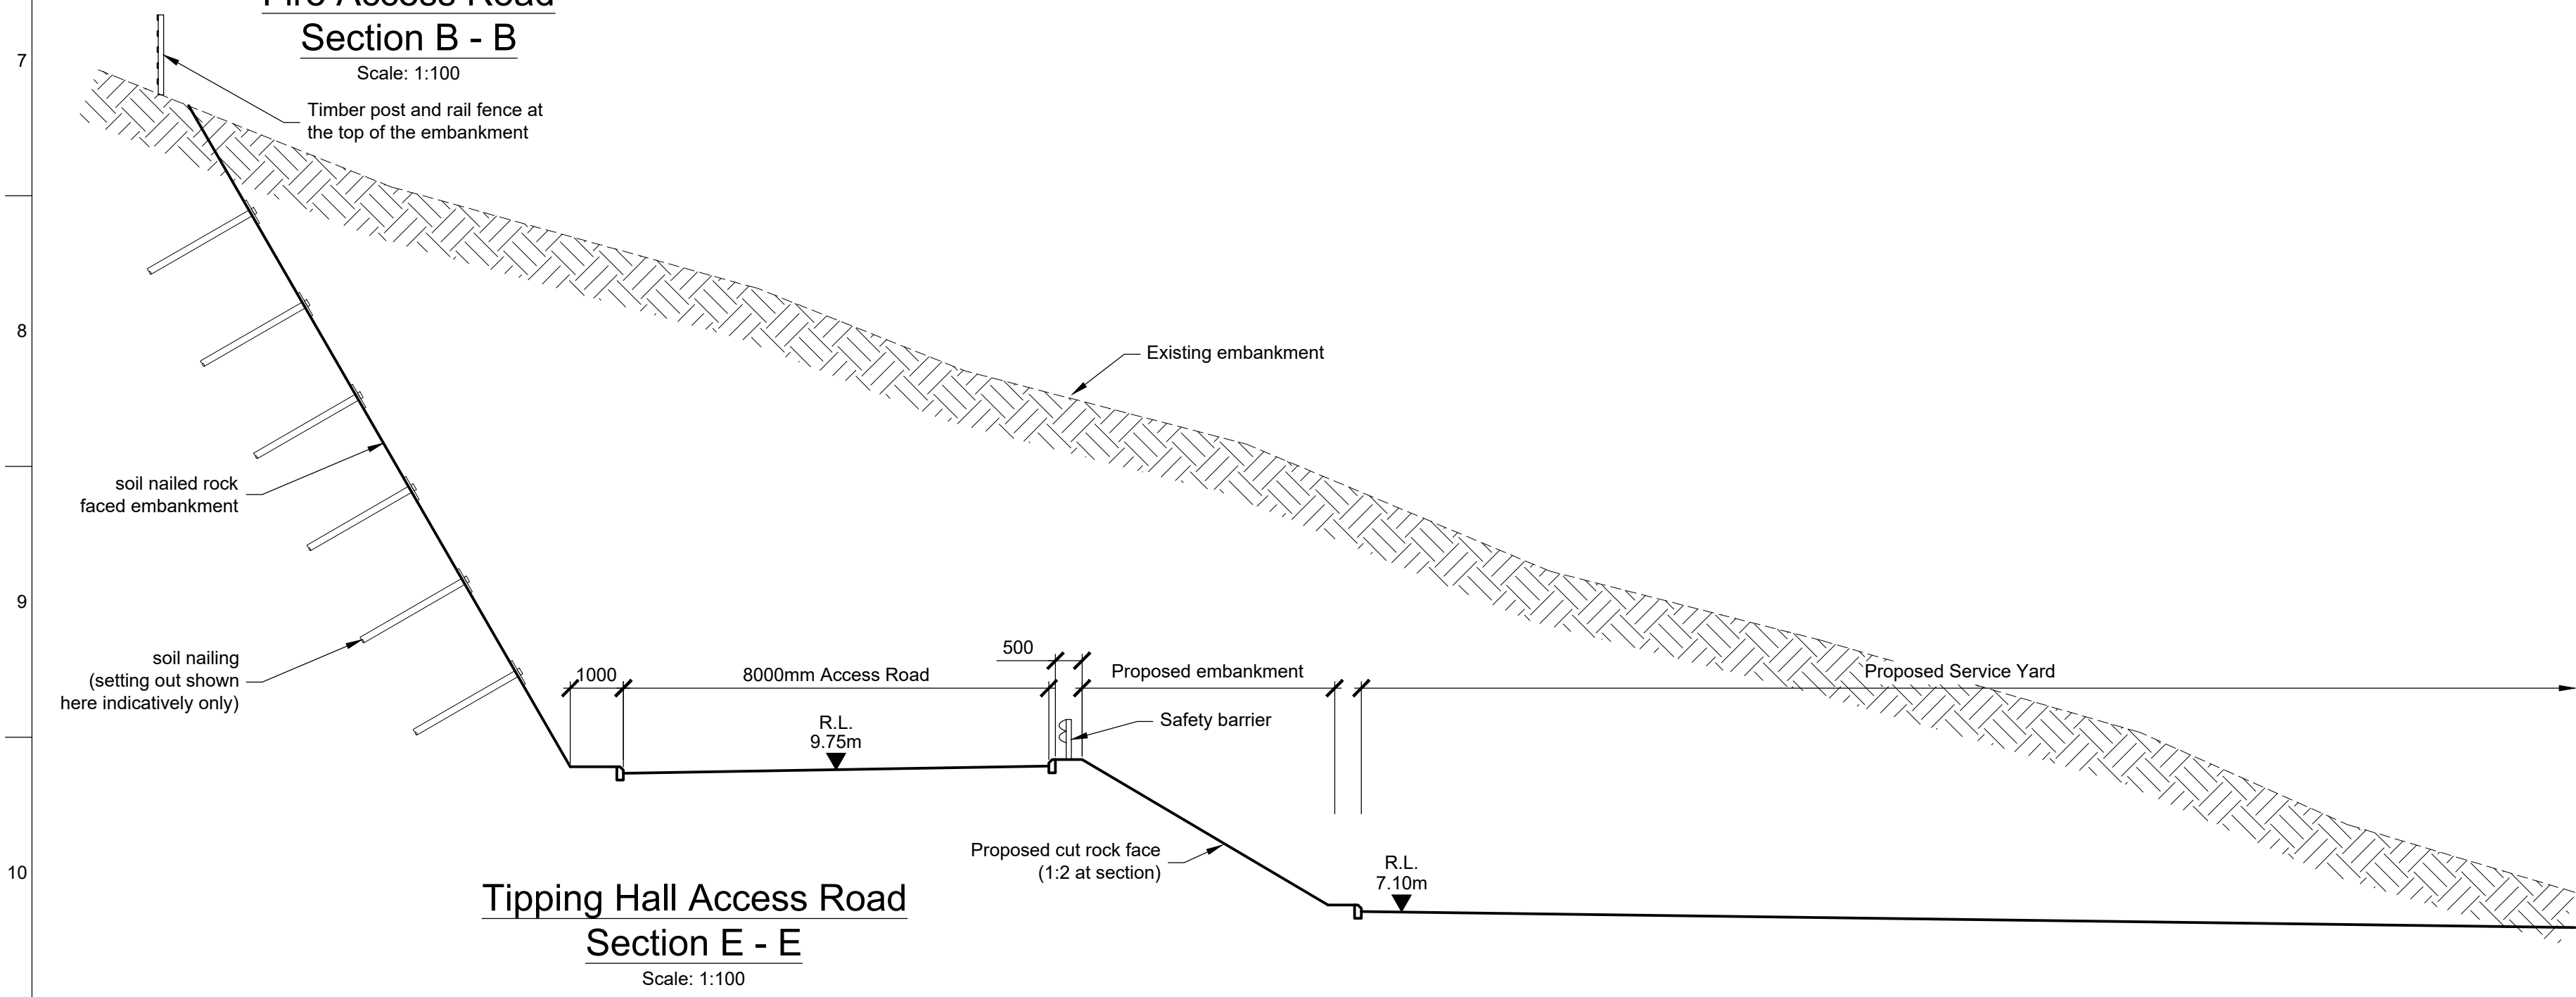 Fire Access Road
Section B - B
Scale: 1:100
7
Timber post and rail fence at
the top of the embankment
8
Existing embankment
soil nailed rock
faced embankment
9
soil nailing
(setting out shown
here indicatively only)
1000
8000mm Access Road
500
Proposed embankment
Proposed Service Yard
R.L.
9.75m
Safety barrier
Proposed cut rock face
(1:2 at section)
R.L.
7.10m
10
Tipping Hall Access Road
Section E - E
Scale: 1:100